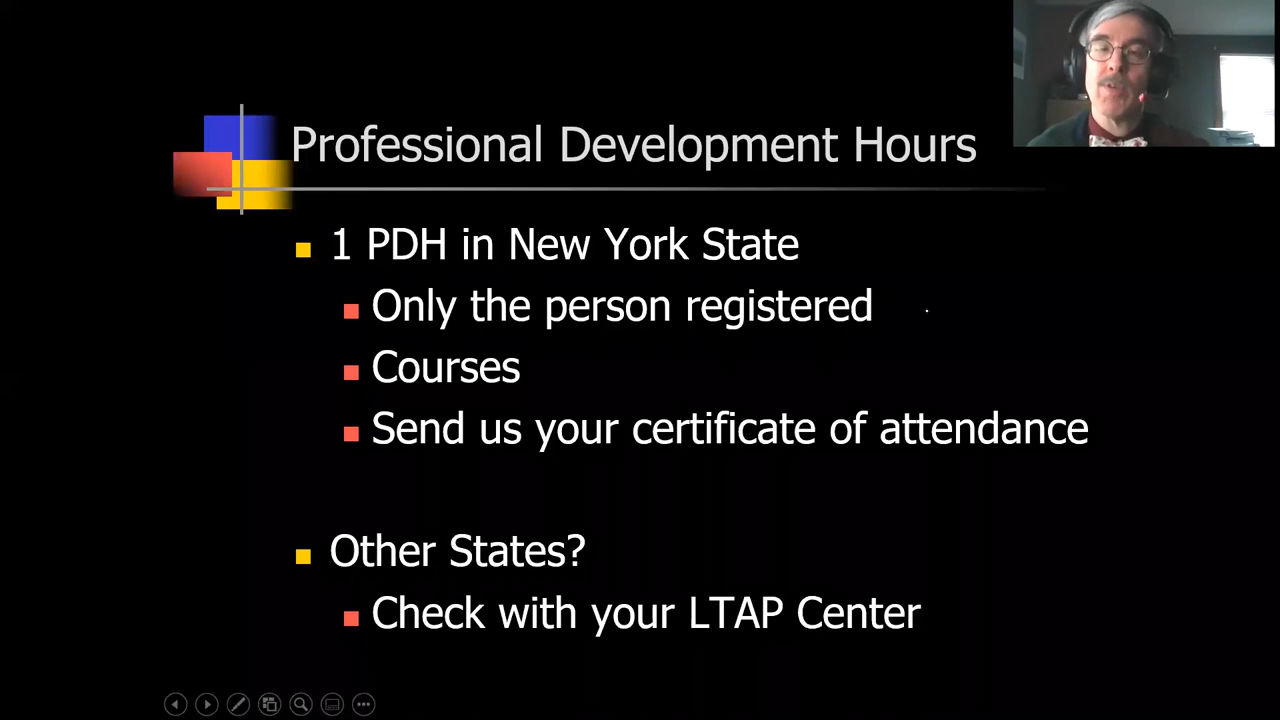 Professional Development Hours
1 PDH in New York State
Only the person registered
Courses
Send us your certificate of attendance
Other States?
Check with your LTAP Center